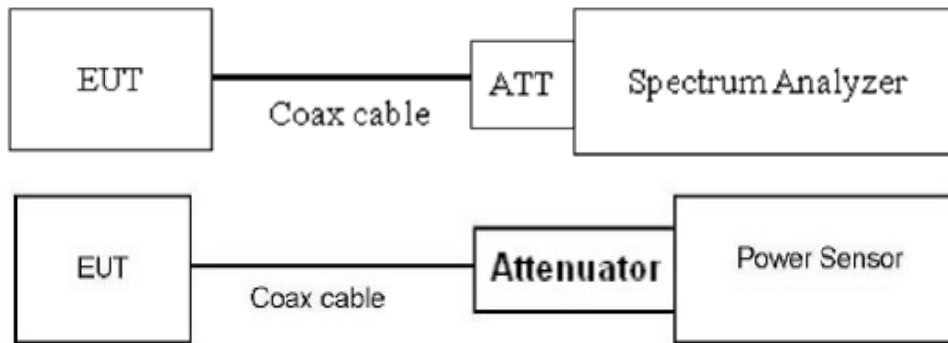 EUT
ATT
Spectrum Analyzer
Coax cable
EUT
Attenuator
Power Sensor
Coax cable